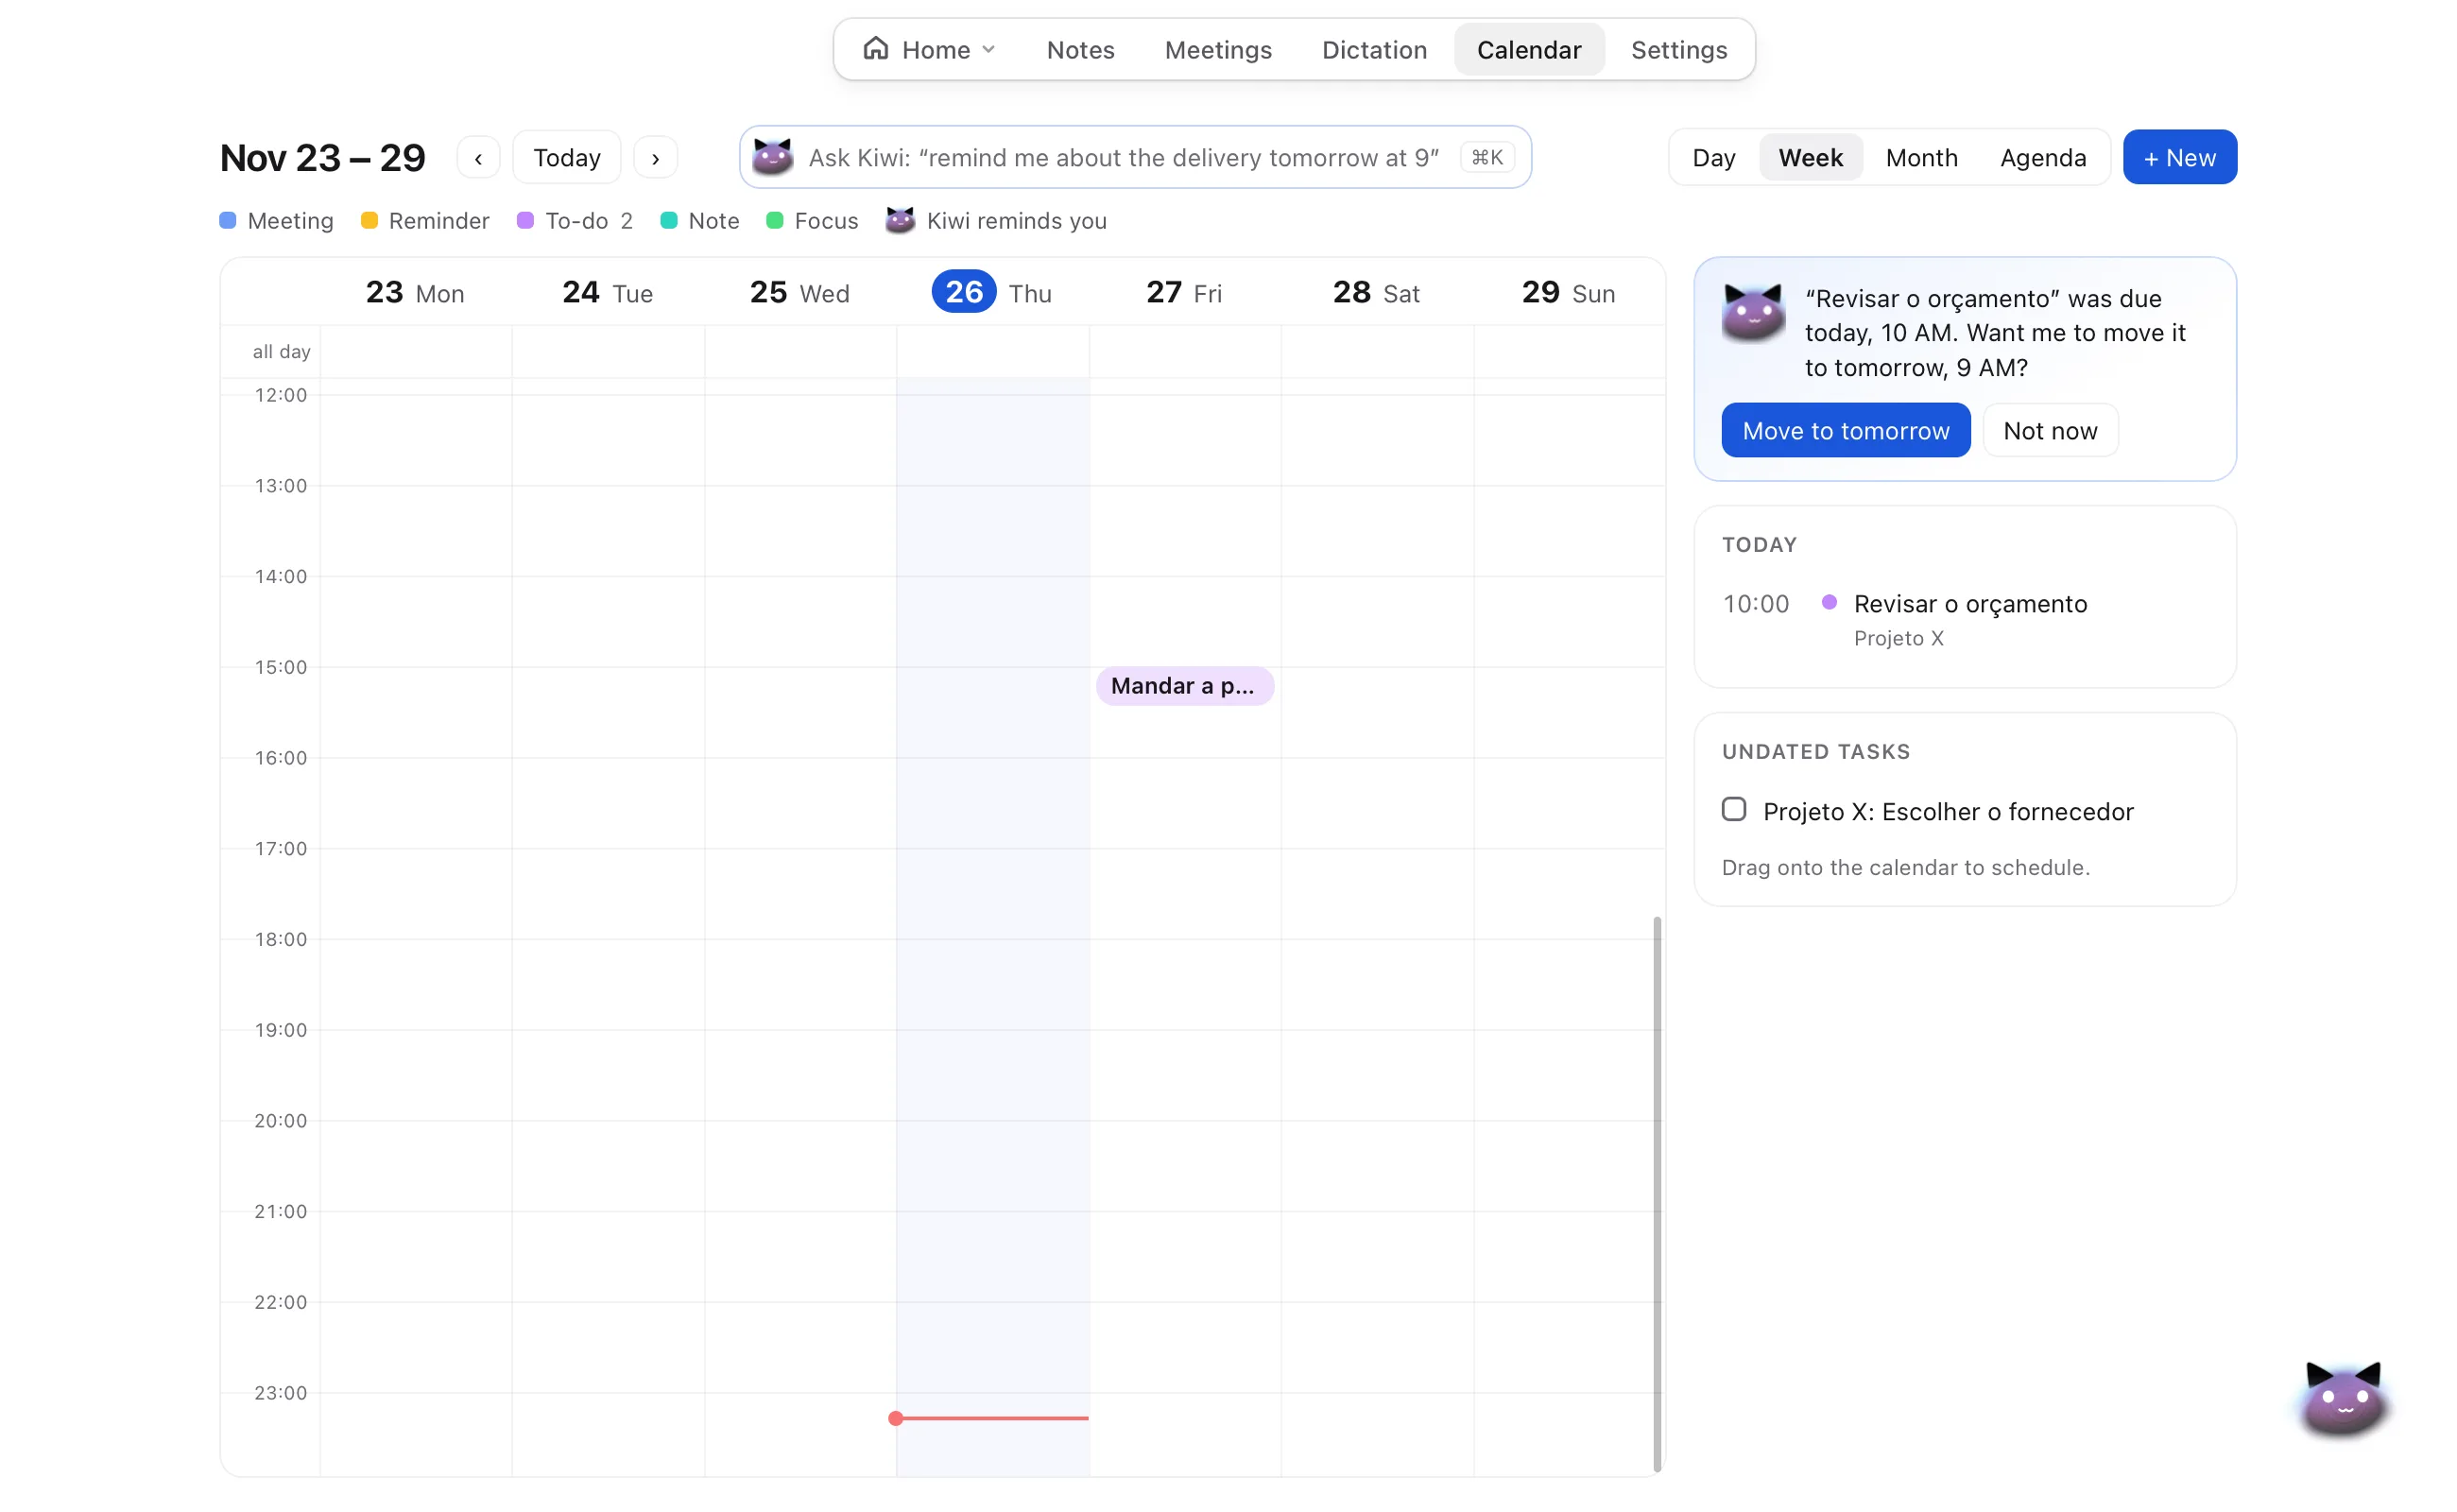 Home Notes Meetings Dictation Calendar Settings
Nov 23 – 29 ‹ Today › Ask Kiwi: “remind me about the delivery tomorrow at 9” ⌘K Day Week Month Agenda + New
Meeting Reminder To-do 2 Note Focus Kiwi reminds you
23 Mon 24 Tue 25 Wed 26 Thu 27 Fri 28 Sat 29 Sun
all day
12:00
13:00
14:00
15:00
Mandar a p...
16:00
17:00
18:00
19:00
20:00
21:00
22:00
23:00
“Revisar o orçamento” was due
today, 10 AM. Want me to move it
to tomorrow, 9 AM?
Move to tomorrow Not now
TODAY
10:00 Revisar o orçamento
Projeto X
UNDATED TASKS
Projeto X: Escolher o fornecedor
Drag onto the calendar to schedule.